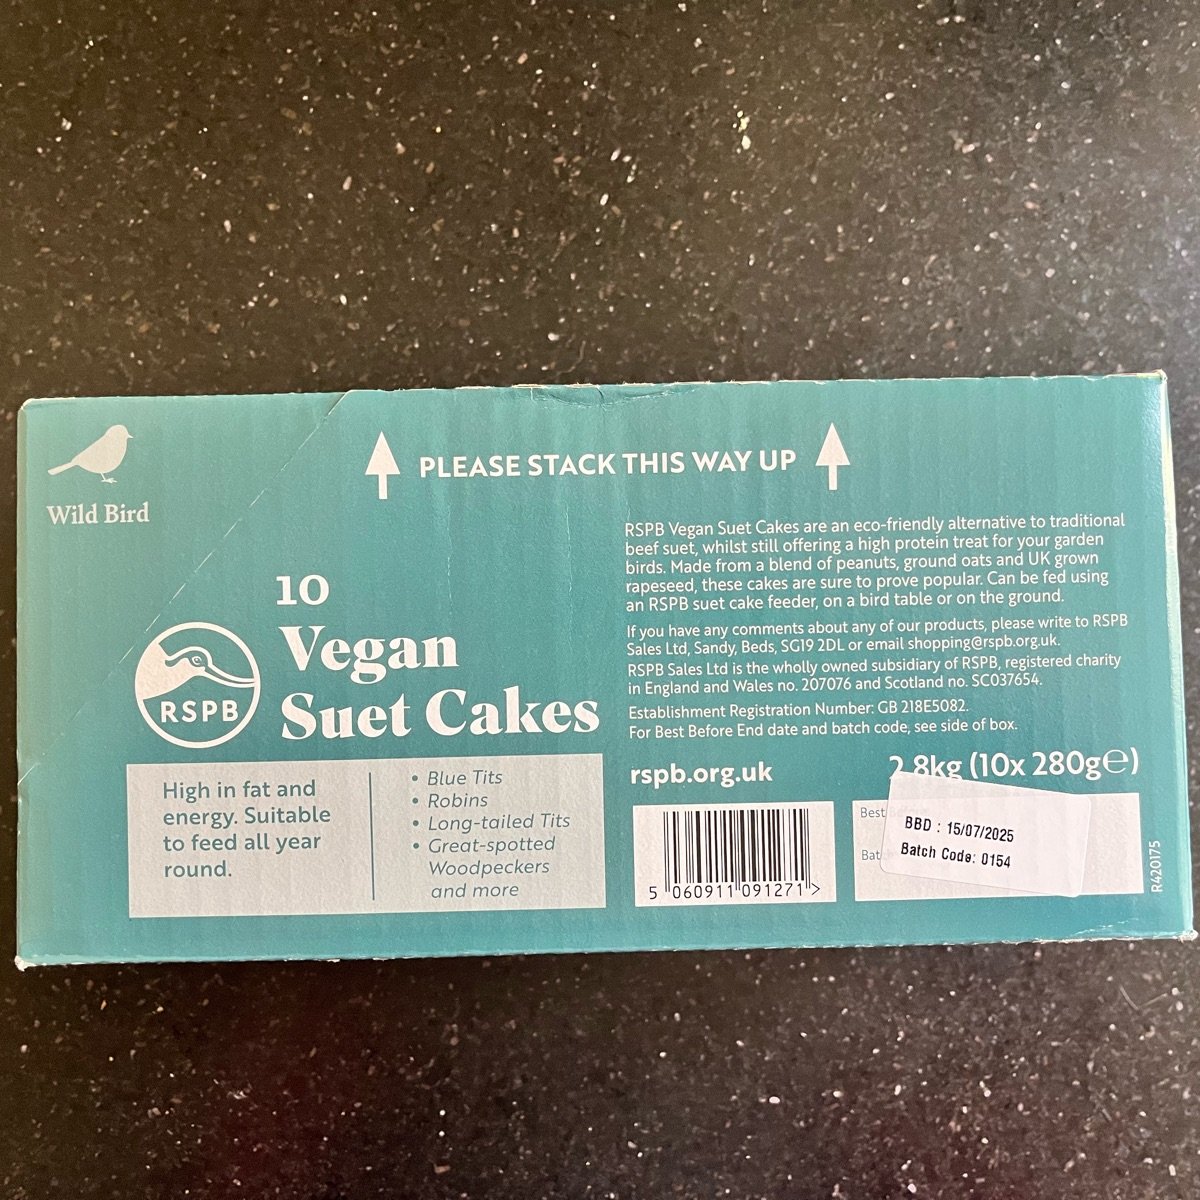 Wild Bird
PLEASE STACK THIS WAY UP
10
Vegan
Suet Cakes
RSPB
High in fat and
energy. Suitable
to feed all year
round.
• Blue Tits
• Robins
• Long-tailed Tits
• Great-spotted
Woodpeckers
and more
RSPB Vegan Suet Cakes are an eco-friendly alternative to traditional
beef suet, whilst still offering a high protein treat for your garden
birds. Made from a blend of peanuts, ground oats and UK grown
rapeseed, these cakes are sure to prove popular. Can be fed using
an RSPB suet cake feeder, on a bird table or on the ground.
If you have any comments about any of our products, please write to RSPB
Sales Ltd, Sandy, Beds, SG19 2DL or email shopping@rspb.org.uk.
RSPB Sales Ltd is the wholly owned subsidiary of RSPB, registered charity
in England and Wales no. 207076 and Scotland no. SC037654.
Establishment Registration Number: GB 218E5082.
For Best Before End date and batch code, see side of box.
rspb.org.uk
2.8kg (10x 280g℮)
5 060911 091271 >
Best
BBD : 15/07/2025
Batch Code: 0154
R420175